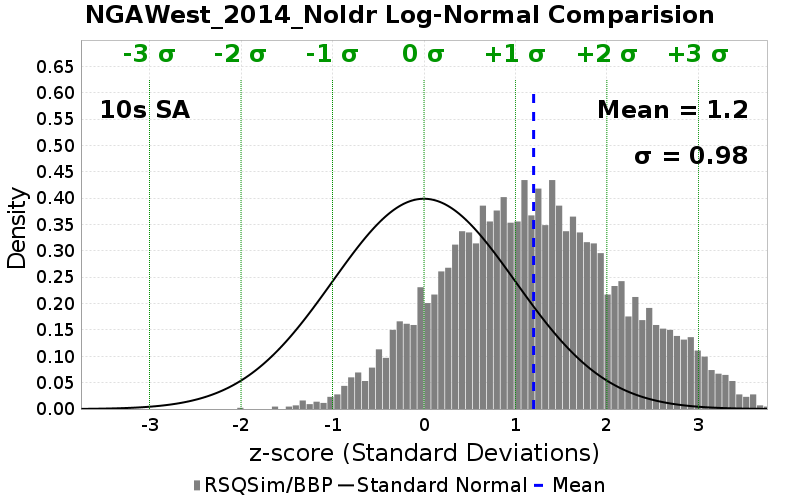 NGAWest_2014_NoIdr Log-Normal Comparision
-3 σ -2 σ -1 σ 0 σ +1 σ +2 σ +3 σ
10s SA
Mean = 1.2
σ = 0.98
Density
0.65
0.60
0.55
0.50
0.45
0.40
0.35
0.30
0.25
0.20
0.15
0.10
0.05
0.00
-3 -2 -1 0 1 2 3
z-score (Standard Deviations)
RSQSim/BBP Standard Normal Mean